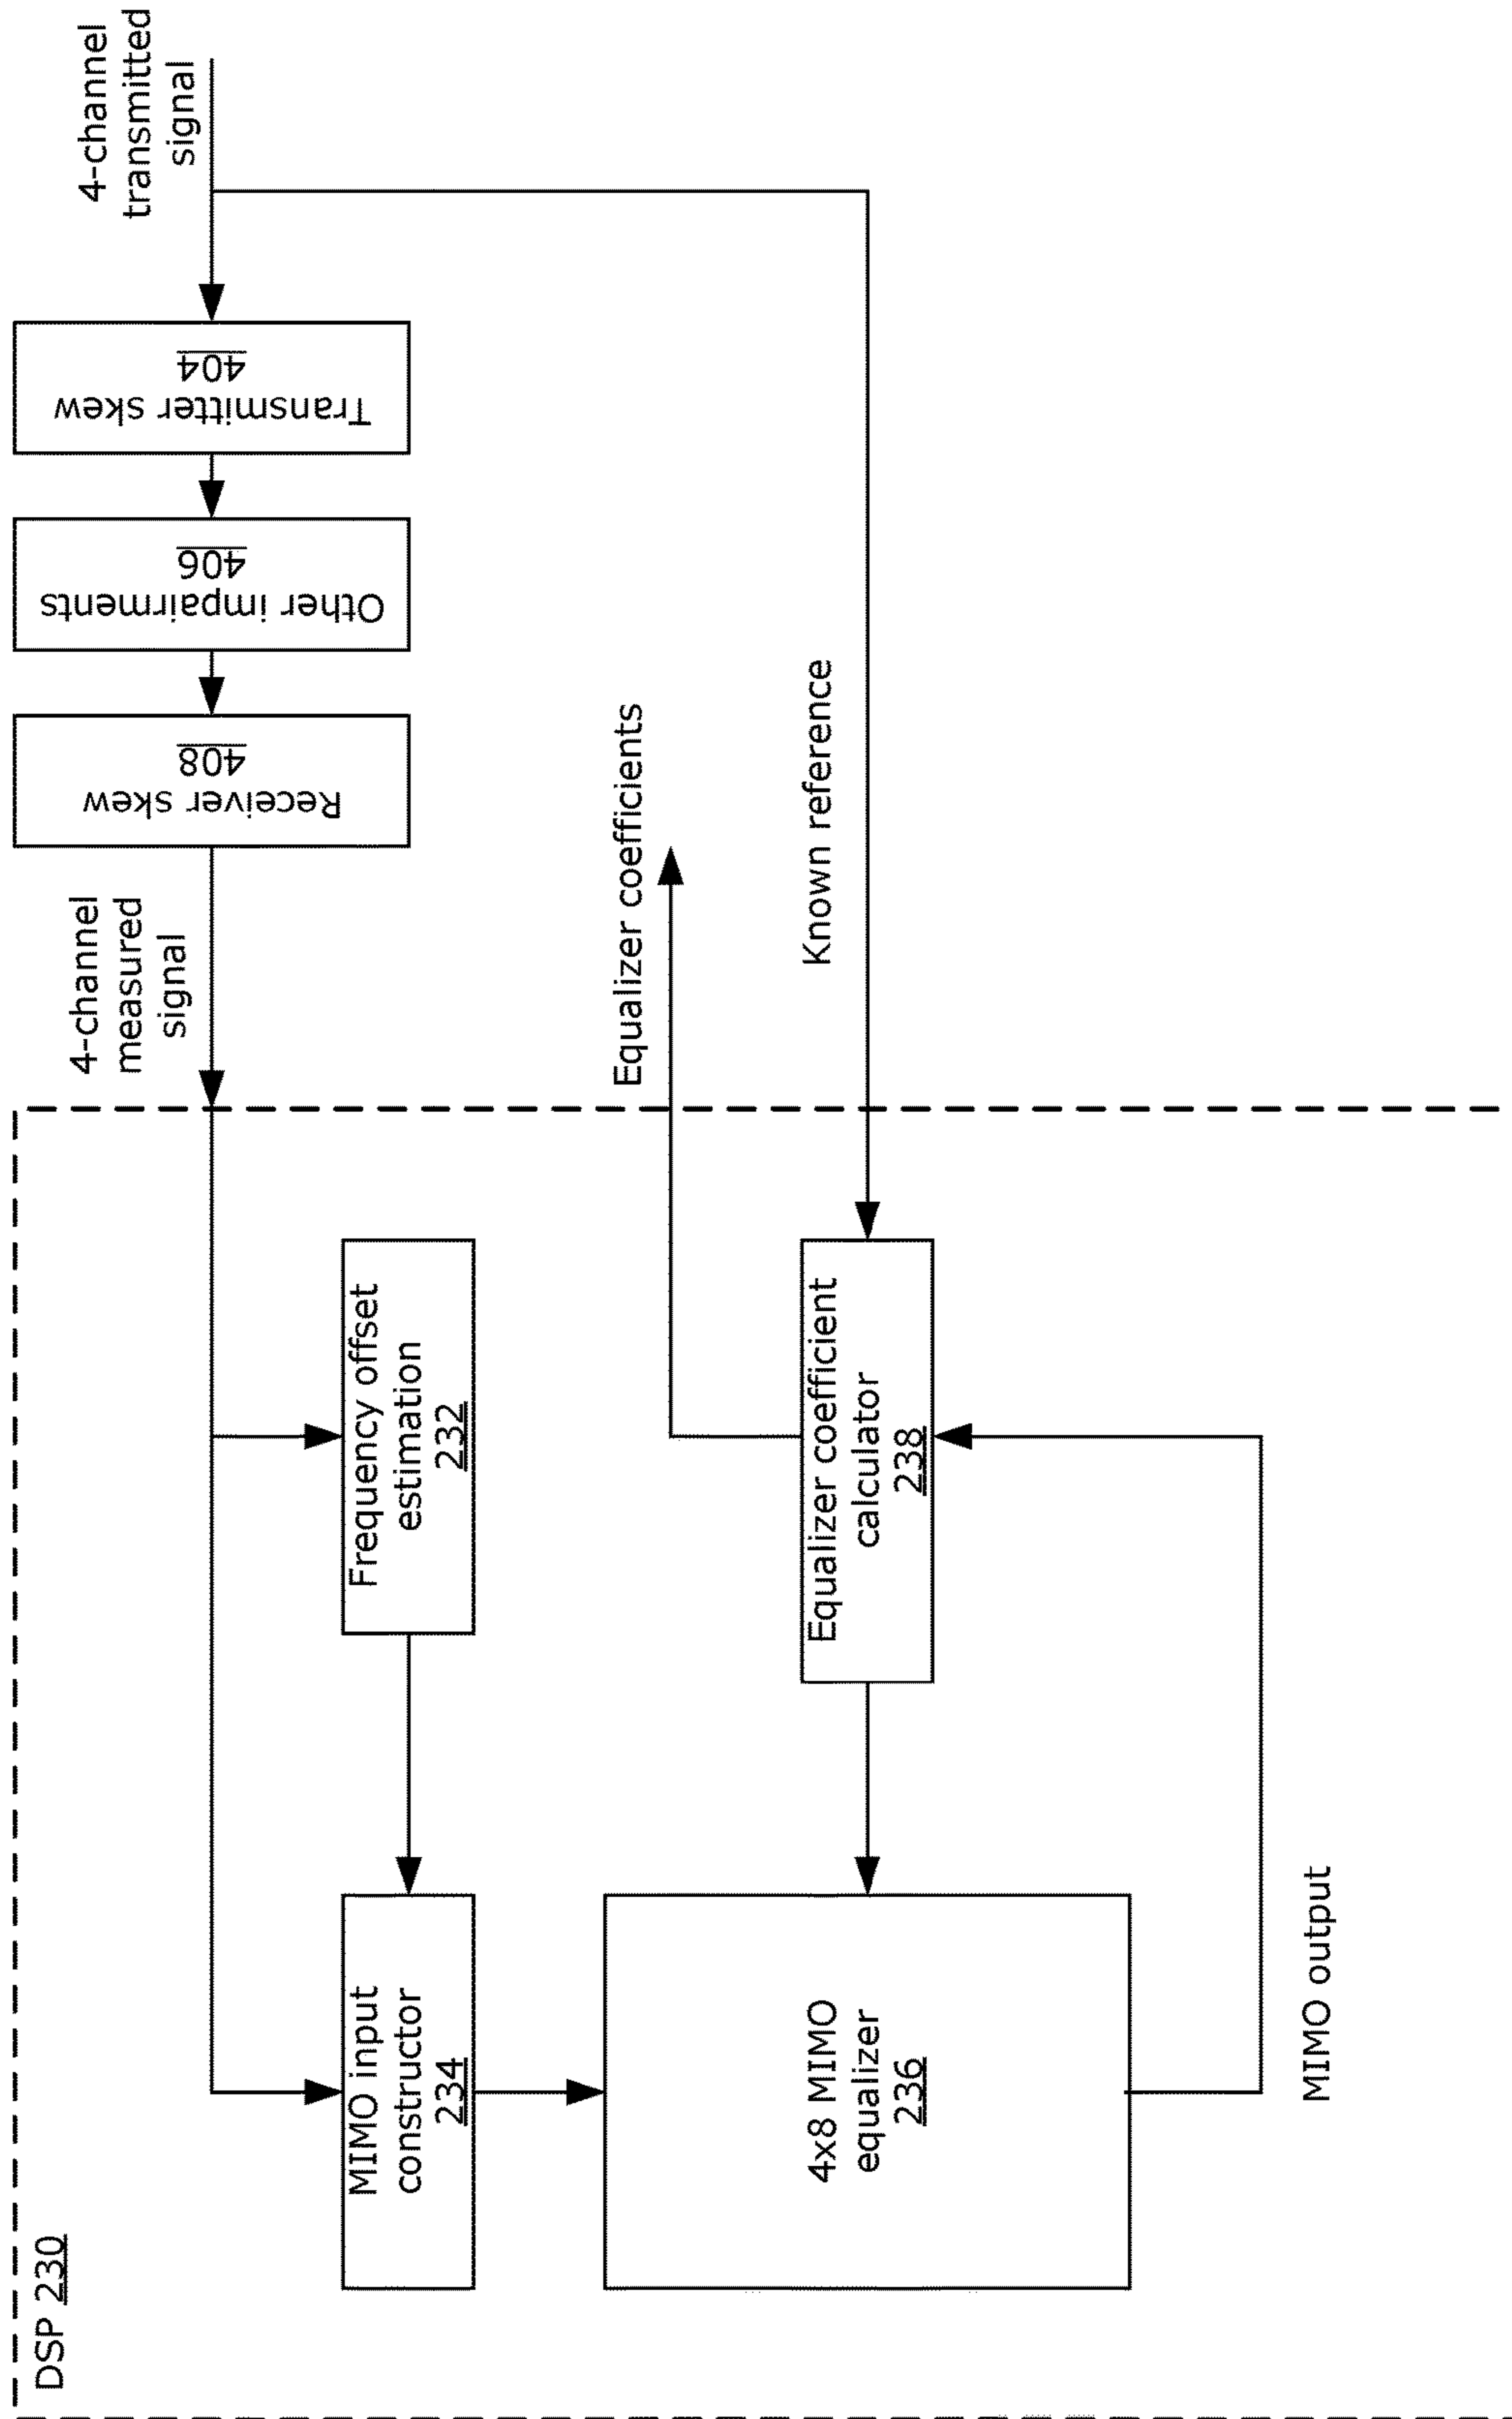 DSP 230
4-channel
measured
signal
Receiver skew
408
Other impairments
406
Transmitter skew
404
4-channel
transmitted
signal
MIMO input
constructor
234
Frequency offset
estimation
232
Equalizer coefficients
4x8 MIMO
equalizer
236
Equalizer coefficient
calculator
238
Known reference
MIMO output